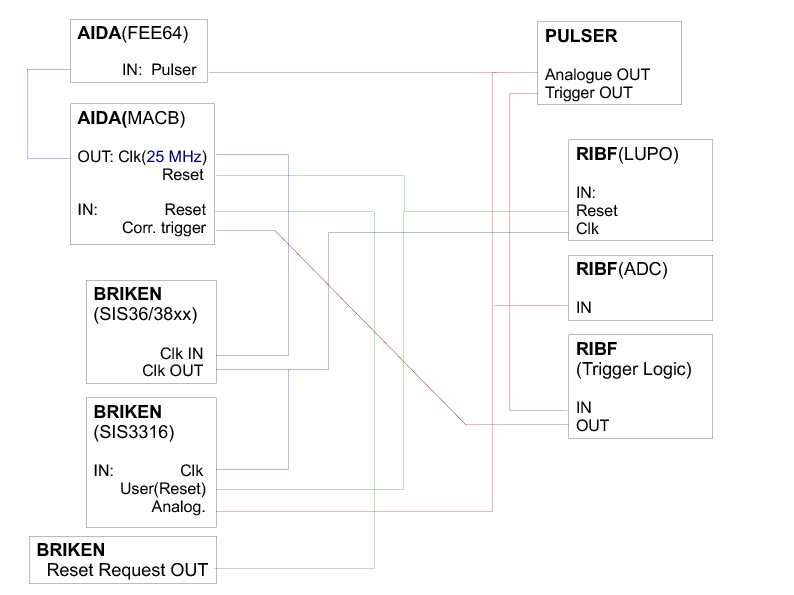 AIDA(FEE64)
IN: Pulser
AIDA(MACB)
OUT: Clk(25 MHz)
Reset
IN: Reset
Corr. trigger
BRIKEN
(SIS36/38xx)
Clk IN
Clk OUT
BRIKEN
(SIS3316)
IN: Clk
User(Reset)
Analog.
BRIKEN
Reset Request OUT
PULSER
Analogue OUT
Trigger OUT
RIBF(LUPO)
IN:
Reset
Clk
RIBF(ADC)
IN
RIBF
(Trigger Logic)
IN
OUT